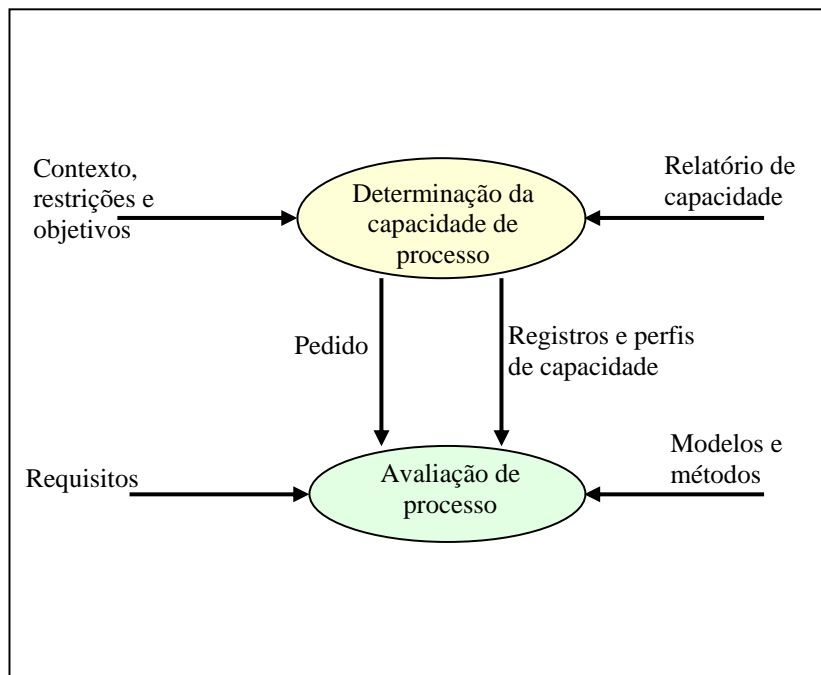 Contexto,
restrições e
objetivos
Determinação da
capacidade de
processo
Relatório de
capacidade
Pedido
Registros e perfis
de capacidade
Requisitos
Avaliação de
processo
Modelos e
métodos